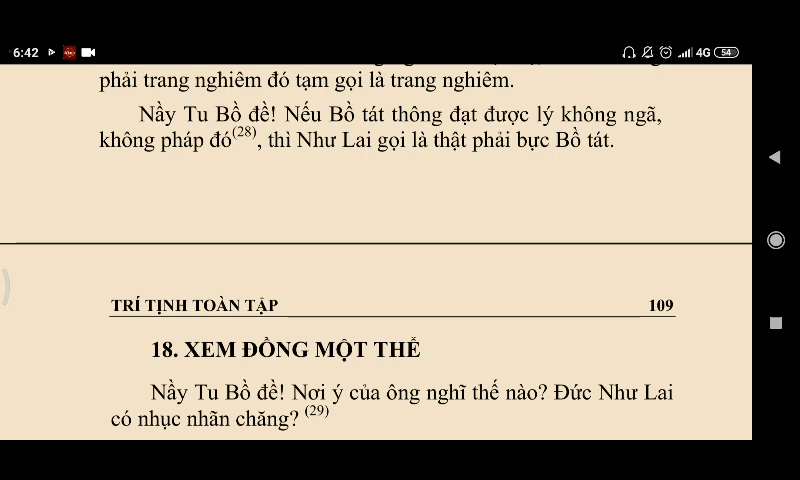 6:42
4G 54
phải trang nghiêm đó tạm gọi là trang nghiêm.
Nầy Tu Bồ đề! Nếu Bồ tát thông đạt được lý không ngã,
không pháp đó(28), thì Như Lai gọi là thật phải bực Bồ tát.
TRÍ TỊNH TOÀN TẬP 109
18. XEM ĐỒNG MỘT THỂ
Nầy Tu Bồ đề! Nơi ý của ông nghĩ thế nào? Đức Như Lai
có nhục nhãn chăng? (29)